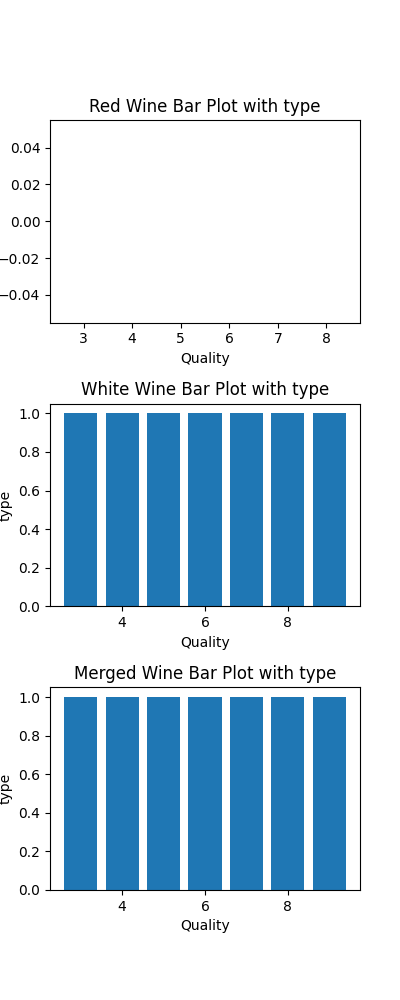 Red Wine Bar Plot with type
0.04
0.02
0.00
−0.02
−0.04
3 4 5 6 7 8
Quality
White Wine Bar Plot with type
1.0
0.8
0.6
0.4
0.2
0.0
type
4 6 8
Quality
Merged Wine Bar Plot with type
1.0
0.8
0.6
0.4
0.2
0.0
type
4 6 8
Quality